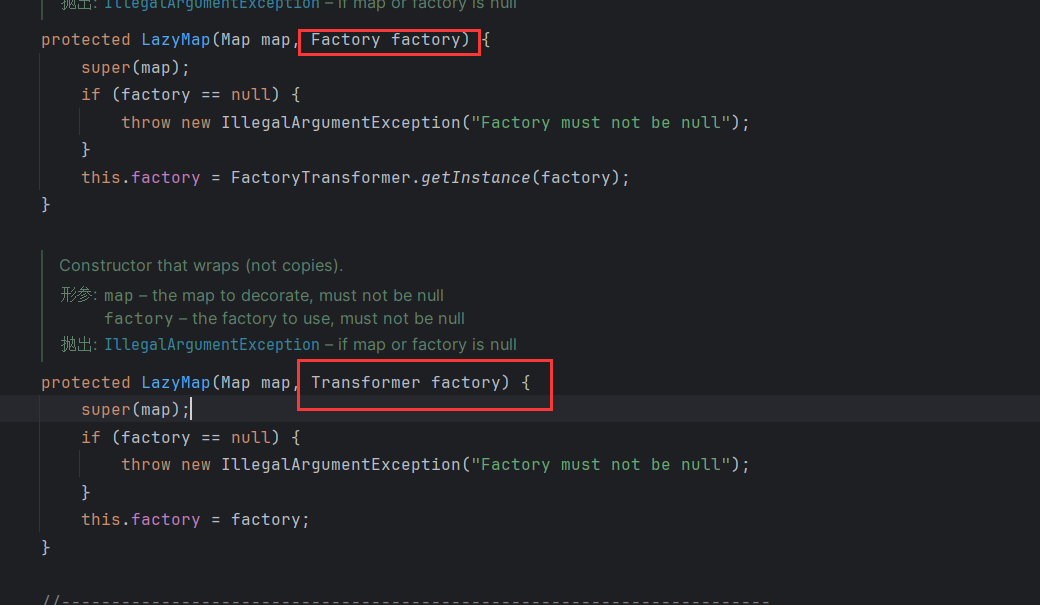 抛出: IllegalArgumentException – if map or factory is null
protected LazyMap(Map map, Factory factory) {
super(map);
if (factory == null) {
throw new IllegalArgumentException("Factory must not be null");
}
this.factory = FactoryTransformer.getInstance(factory);
}
Constructor that wraps (not copies).
形参: map – the map to decorate, must not be null
factory – the factory to use, must not be null
抛出: IllegalArgumentException – if map or factory is null
protected LazyMap(Map map, Transformer factory) {
super(map);
if (factory == null) {
throw new IllegalArgumentException("Factory must not be null");
}
this.factory = factory;
}
//-----------------------------------------------------------------------